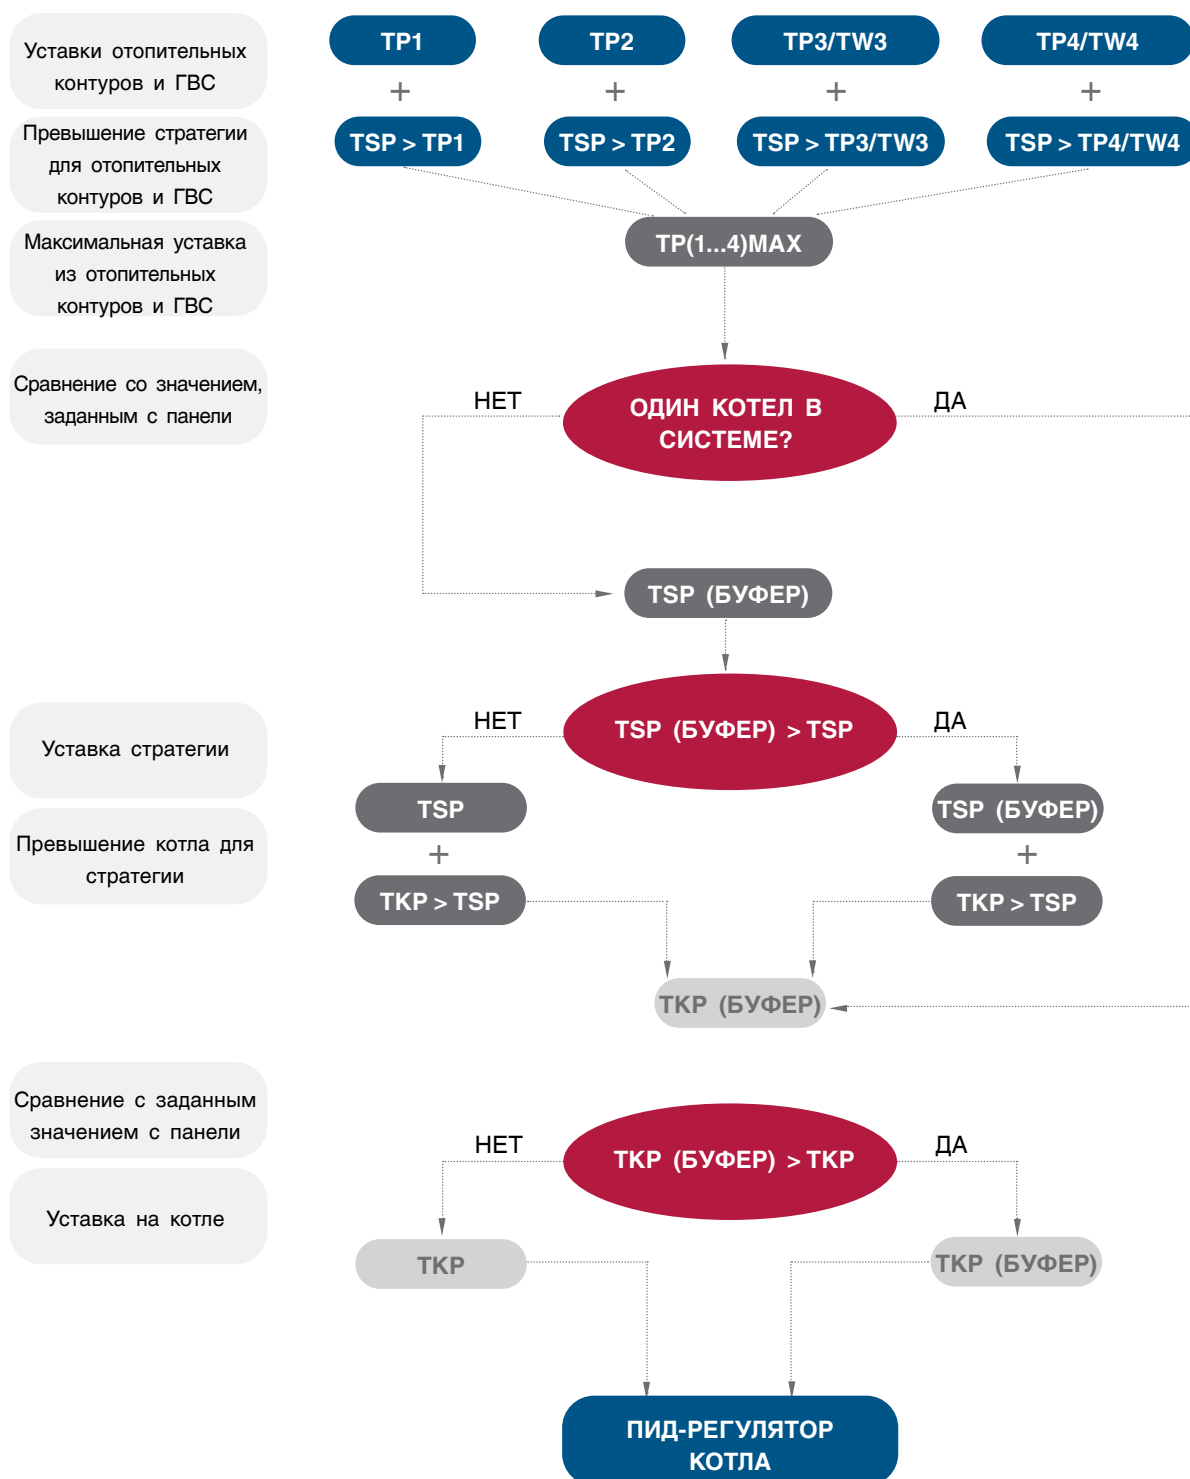 Уставки отопительных
контуров и ГВС
TP1
TP2
TP3/TW3
TP4/TW4
+
+
+
+
Превышение стратегии
для отопительных
контуров и ГВС
TSP > TP1
TSP > TP2
TSP > TP3/TW3
TSP > TP4/TW4
Максимальная уставка
из отопительных
контуров и ГВС
TP(1...4)MAX
Сравнение со значением,
заданным с панели
НЕТ
ОДИН КОТЕЛ В
СИСТЕМЕ?
ДА
TSP (БУФЕР)
Уставка стратегии
НЕТ
TSP (БУФЕР) > TSP
ДА
TSP
TSP (БУФЕР)
Превышение котла для
стратегии
+
+
TKP > TSP
TKP > TSP
TKP (БУФЕР)
Сравнение с заданным
значением с панели
НЕТ
TKP (БУФЕР) > TKP
ДА
Уставка на котле
TKP
TKP (БУФЕР)
ПИД-РЕГУЛЯТОР
КОТЛА